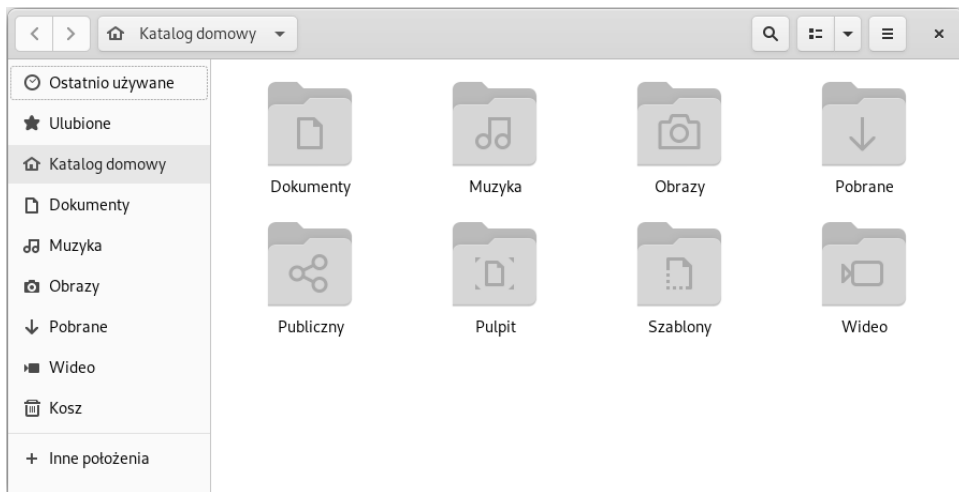 Katalog domowy
Ostatnio używane
Ulubione
Katalog domowy
Dokumenty
Muzyka
Obrazy
Pobrane
Wideo
Kosz
Inne położenia
Dokumenty Muzyka Obrazy Pobrane
Publiczny Pulpit Szablony Wideo